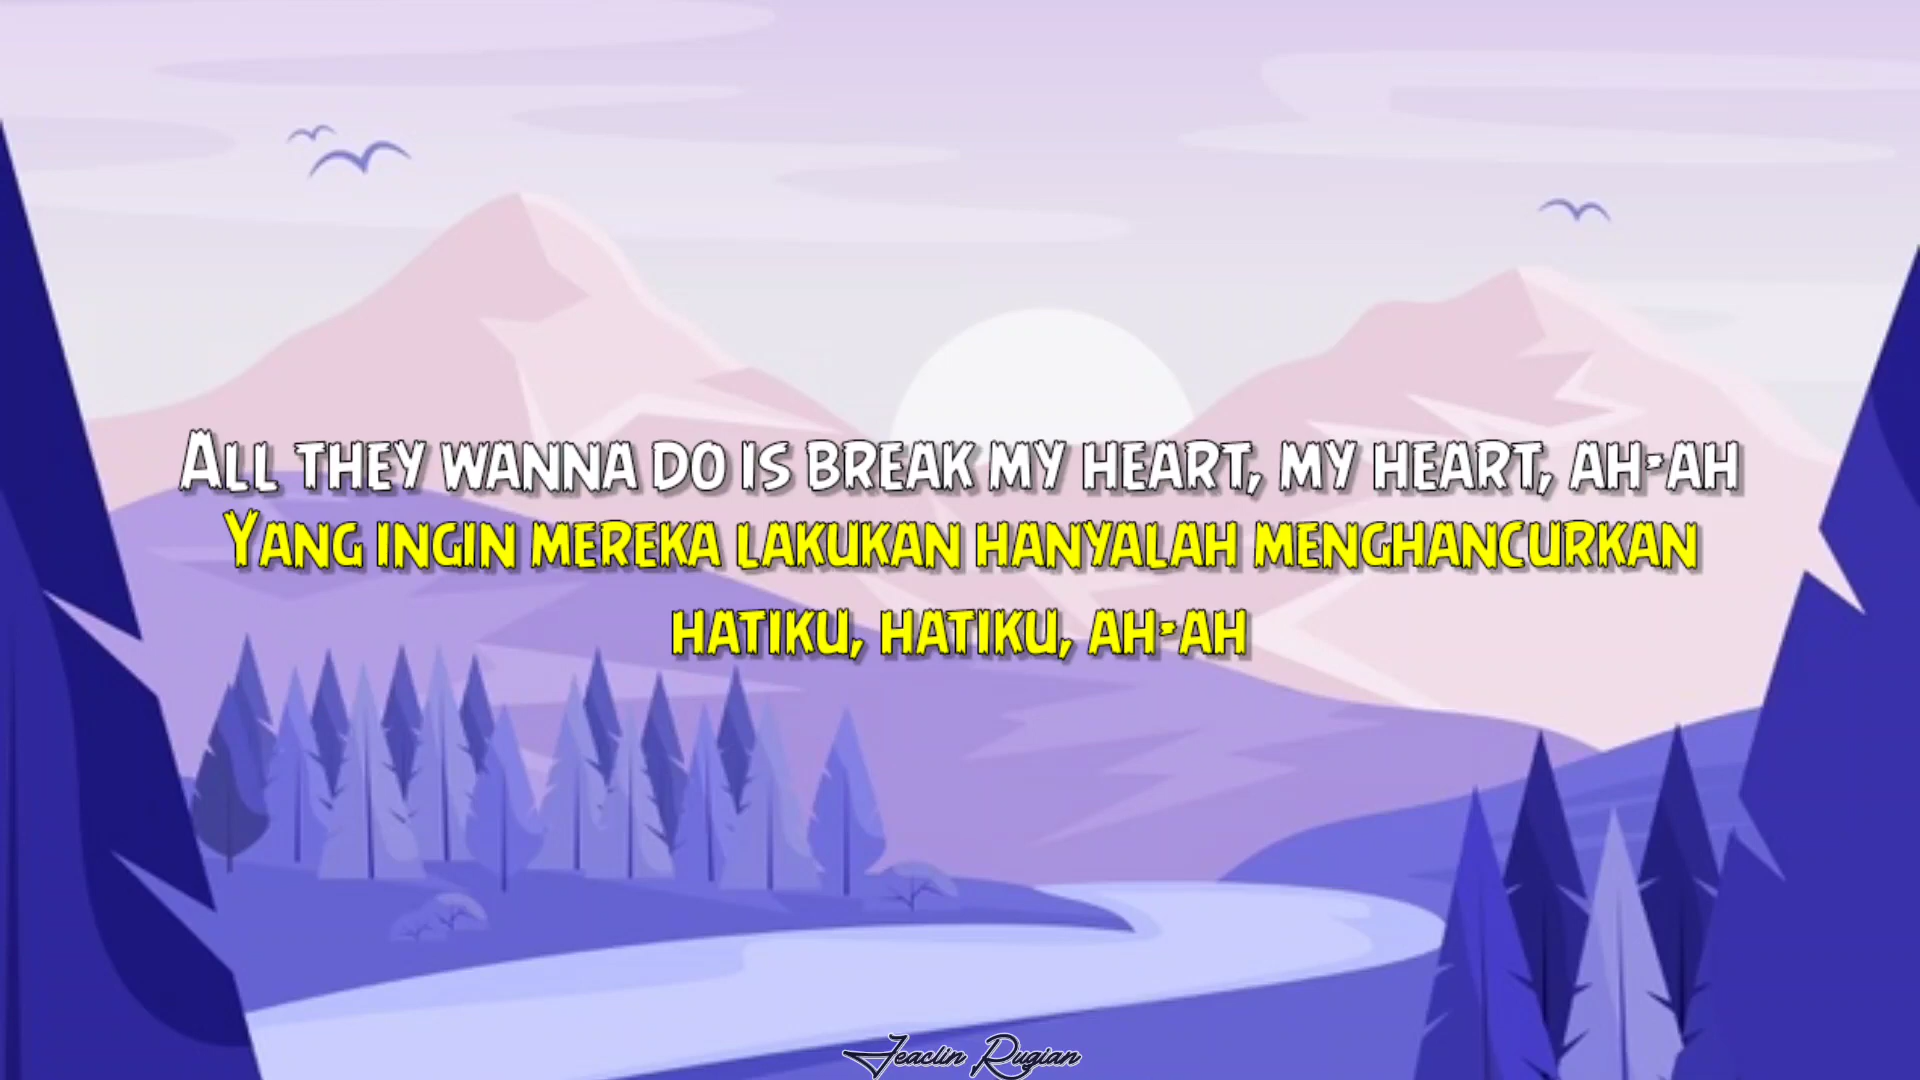 All they wanna do is break my heart, my heart, ah-ah
Yang ingin mereka lakukan hanyalah menghancurkan
hatiku, hatiku, ah-ah
Jeaclin Rugian